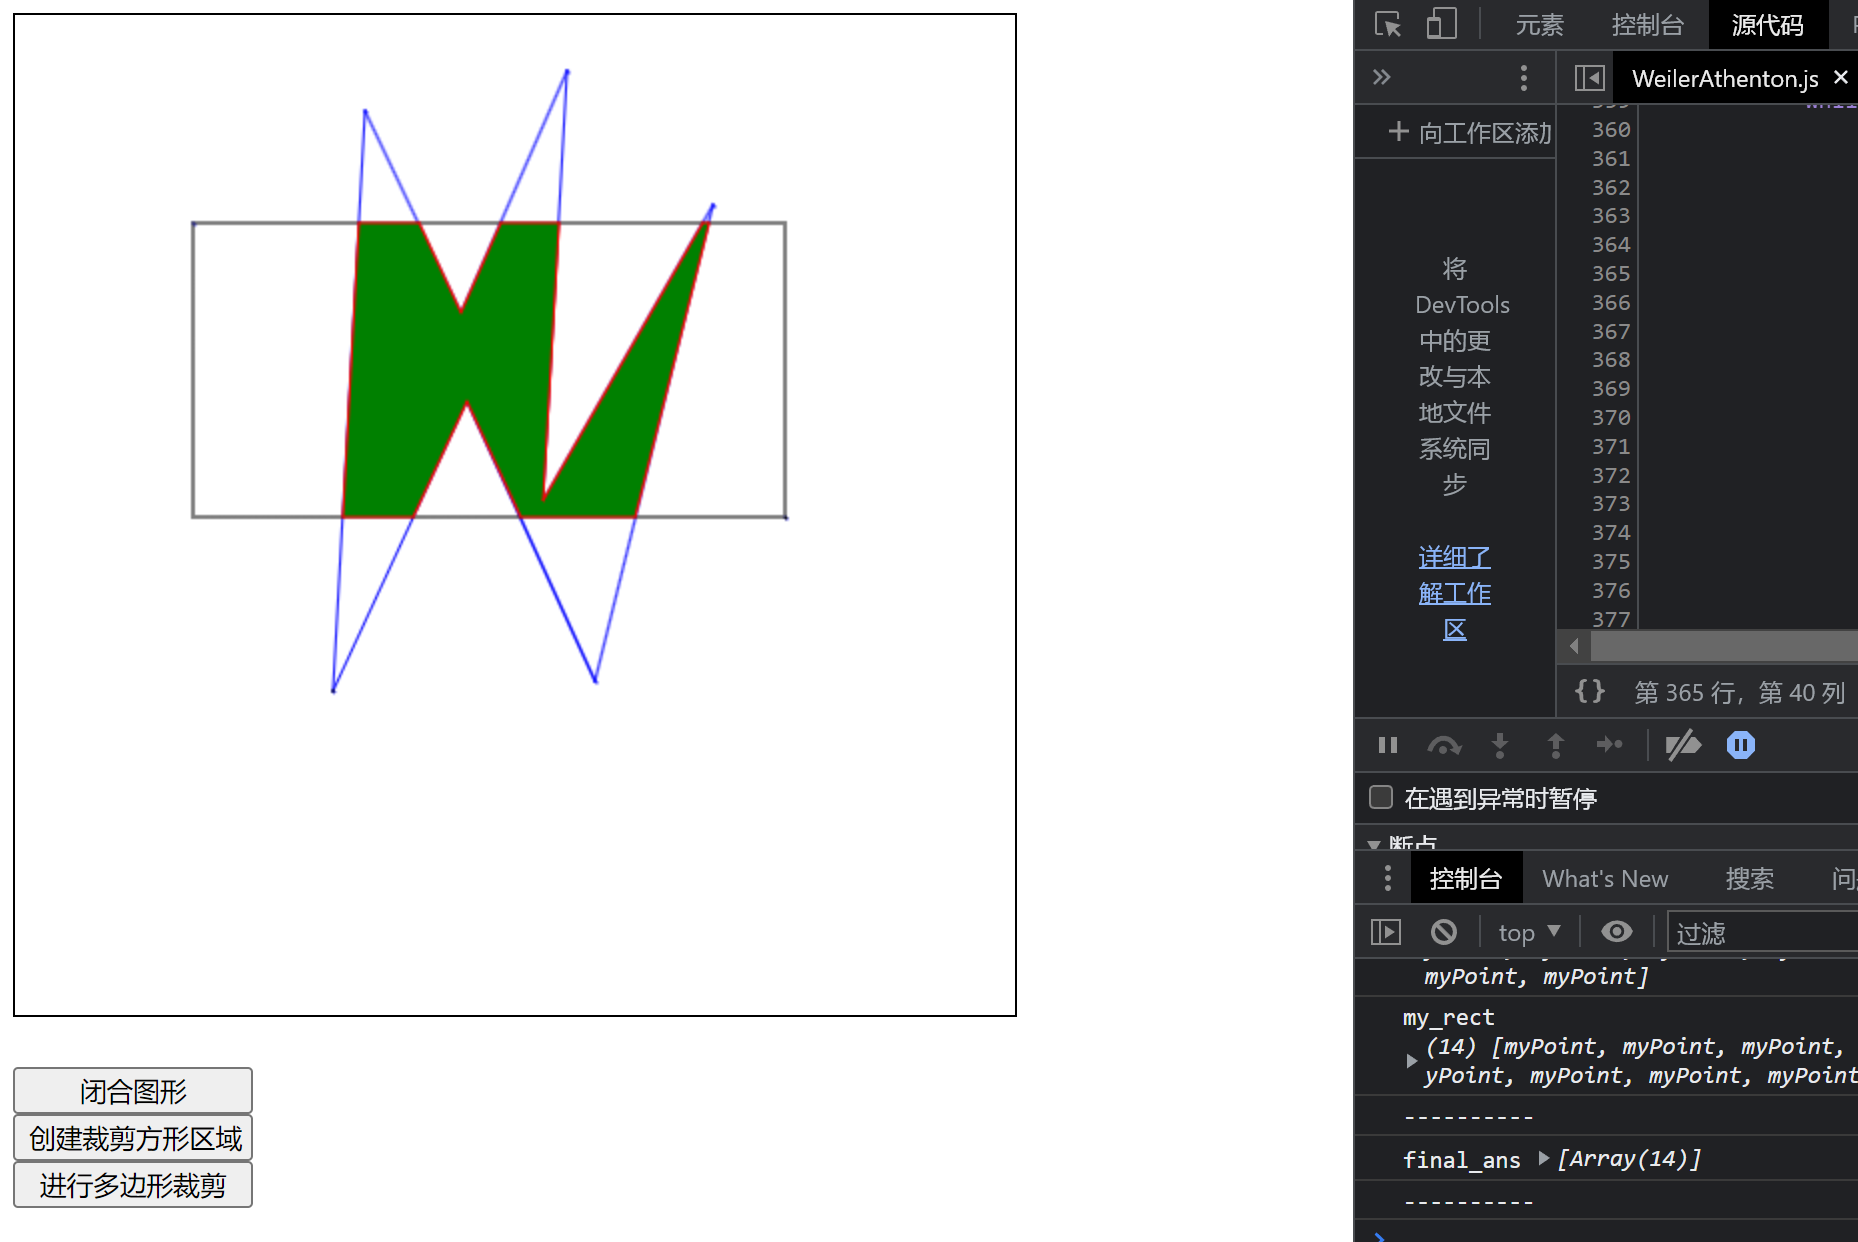 元素 控制台 源代码
WeilerAthenton.js ×
+ 向工作区添加
360
361
362
363
364
365
366
367
368
369
370
371
372
373
374
375
376
377
将
DevTools
中的更
改与本
地文件
系统同
步
详细了
解工作
区
{} 第 365 行，第 40 列
在遇到异常时暂停
断点
控制台 What's New 搜索
top 过滤
myPoint, myPoint]
my_rect
(14) [myPoint, myPoint, myPoint,
yPoint, myPoint, myPoint, myPoint
----------
final_ans [Array(14)]
----------
闭合图形
创建裁剪方形区域
进行多边形裁剪